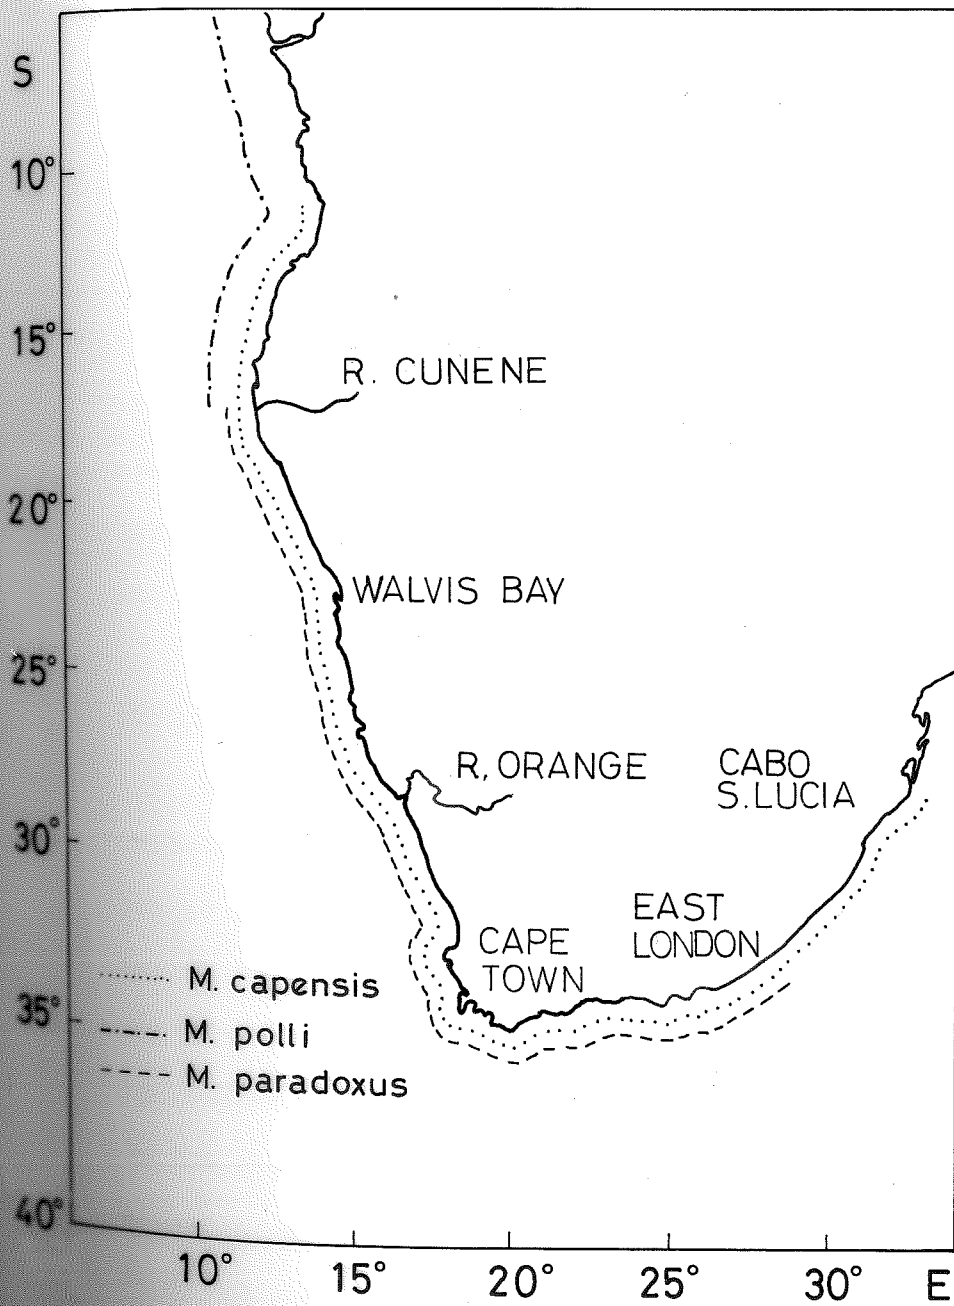 S
10°
15°
R. CUNENE
20°
WALVIS BAY
25°
R, ORANGE
CABO
S. LUCIA
30°
EAST
LONDON
CAPE
TOWN
M. capensis
35°
M. polli
M. paradoxus
40°
10°
15°
20°
25°
30°
E